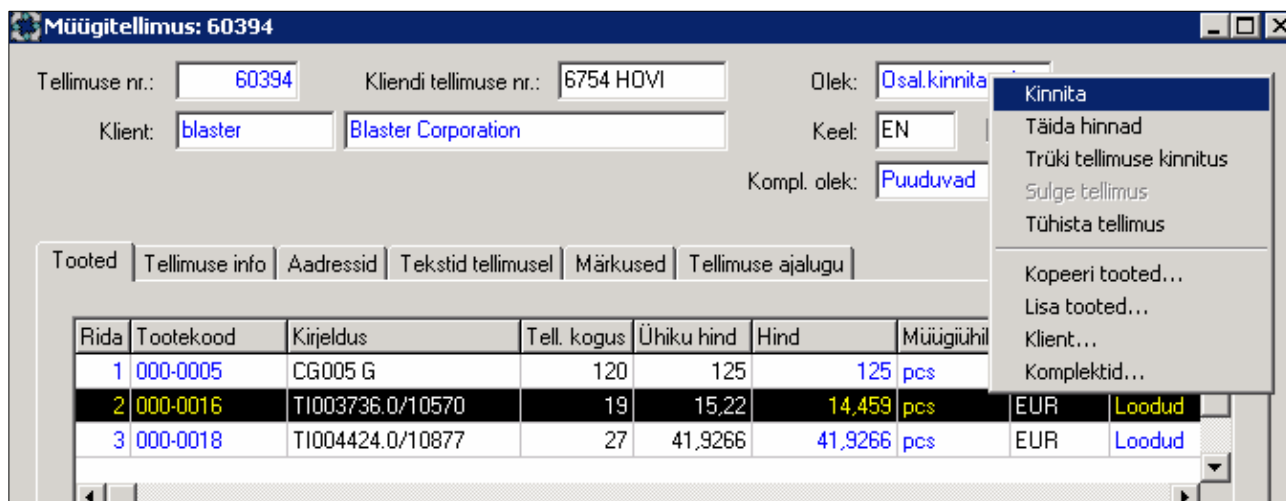 Müügitellimus: 60394
Tellimuse nr.: 60394 Kliendi tellimuse nr.: 6754 HOVI Olek: Osal.kinnita
Klient: blaster Blaster Corporation Keel: EN
Kompl. olek: Puuduvad
Kinnita
Täida hinnad
Trüki tellimuse kinnitus
Sulge tellimus
Tühista tellimus
Kopeeri tooted...
Lisa tooted...
Klient...
Komplektid...
Tooted Tellimuse info Aadressid Tekstid tellimusel Märkused Tellimuse ajalugu
Rida Tootekood Kirjeldus Tell. kogus Ühiku hind Hind
1 000-0005 CG005 G 120 125 125 pcs
2 000-0016 TI003736.0/10570 19 15,22 14,459 pcs EUR Loodud
3 000-0018 TI004424.0/10877 27 41,9266 41,9266 pcs EUR Loodud